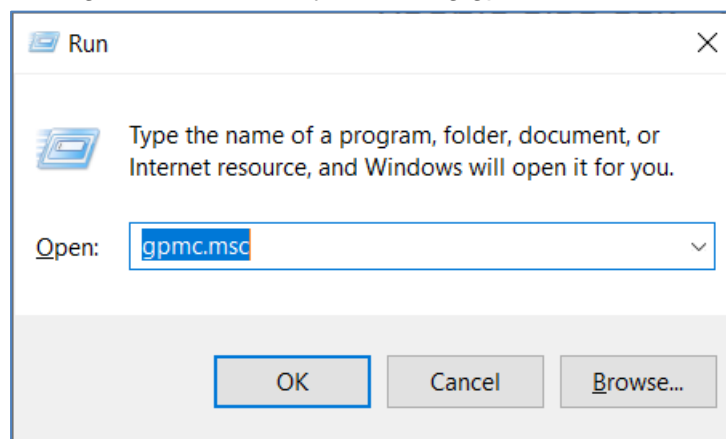 Run
Type the name of a program, folder, document, or
Internet resource, and Windows will open it for you.
Open:
gpmc.msc
OK
Cancel
Browse...